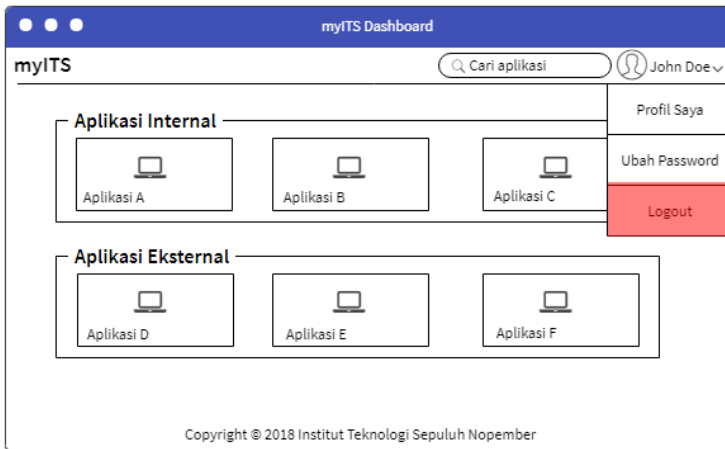 myITS Dashboard
myITS
Cari aplikasi
John Doe
Profil Saya
Ubah Password
Logout
Aplikasi Internal
Aplikasi A
Aplikasi B
Aplikasi C
Aplikasi Eksternal
Aplikasi D
Aplikasi E
Aplikasi F
Copyright © 2018 Institut Teknologi Sepuluh Nopember